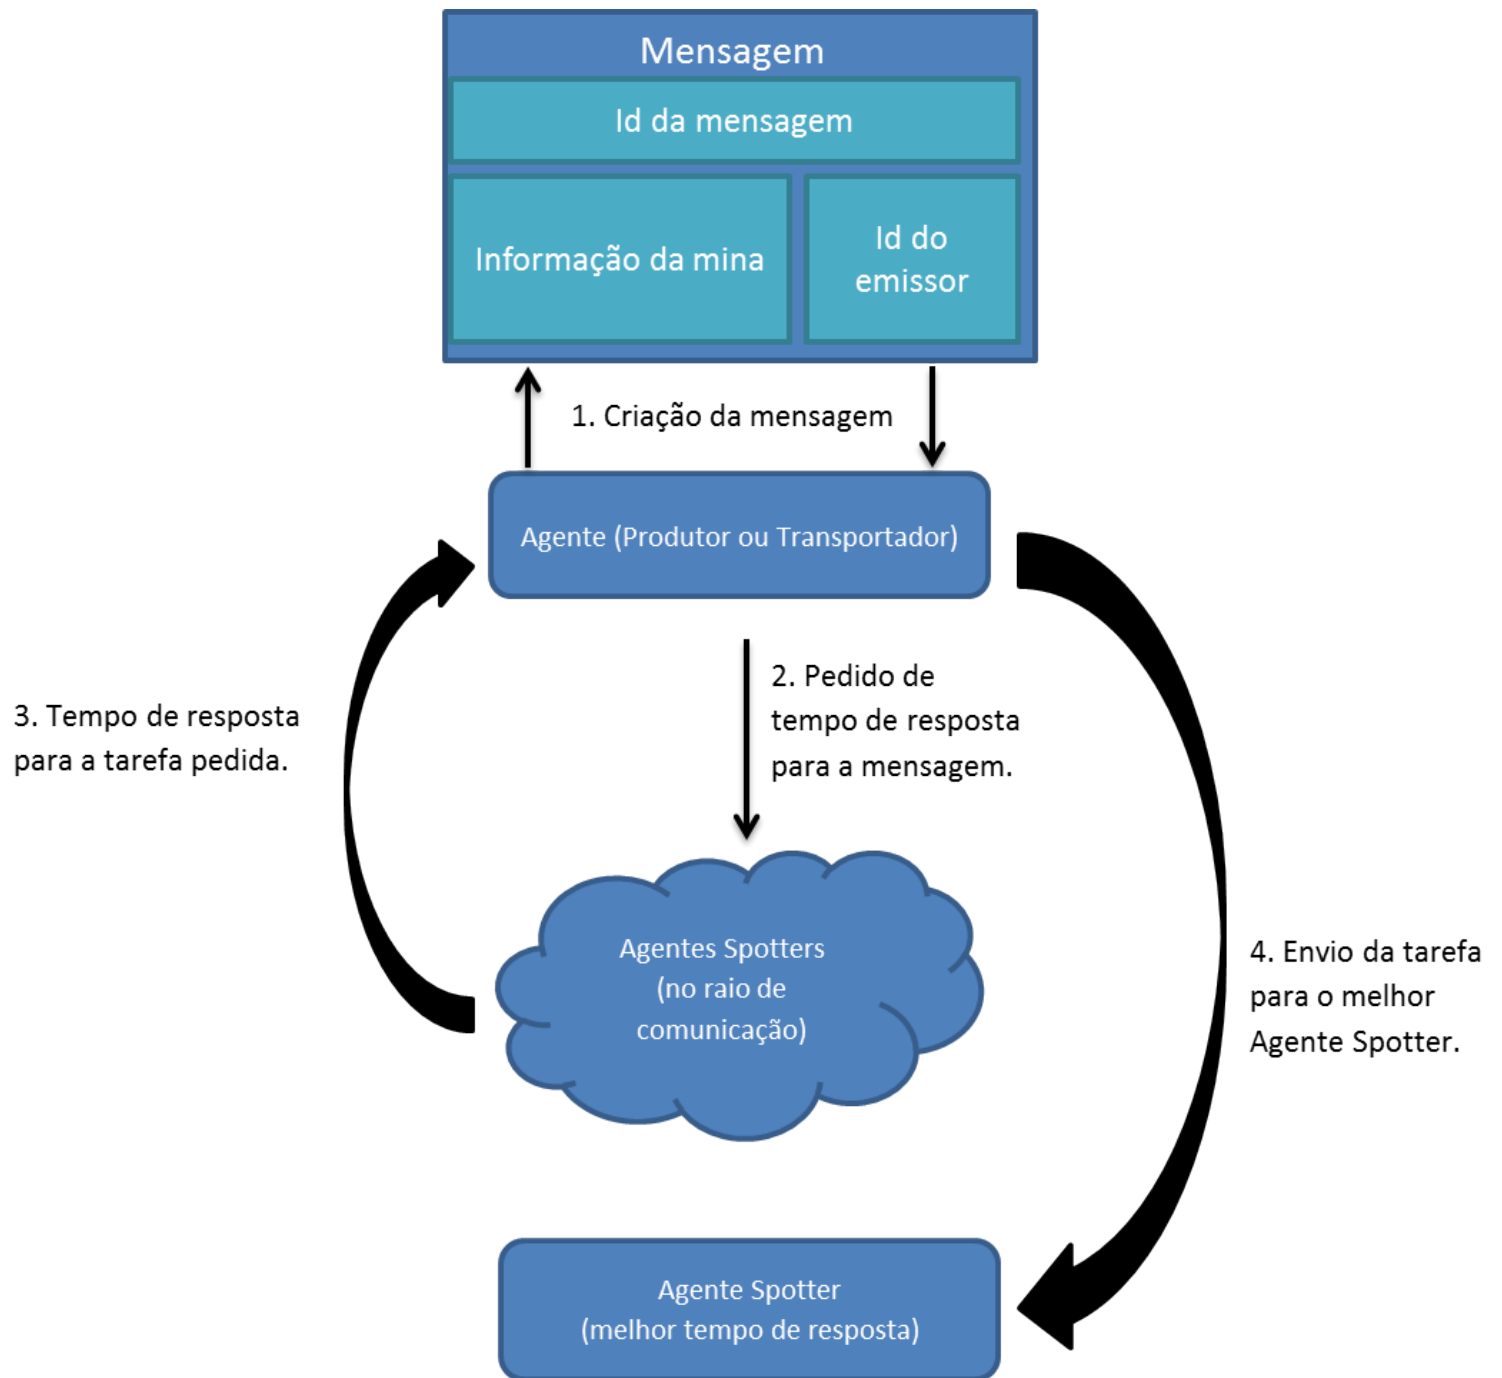 Mensagem
Id da mensagem
Informação da mina
Id do
emissor
1. Criação da mensagem
Agente (Produtor ou Transportador)
2. Pedido de
tempo de resposta
para a mensagem.
3. Tempo de resposta
para a tarefa pedida.
Agentes Spotters
(no raio de
comunicação)
4. Envio da tarefa
para o melhor
Agente Spotter.
Agente Spotter
(melhor tempo de resposta)